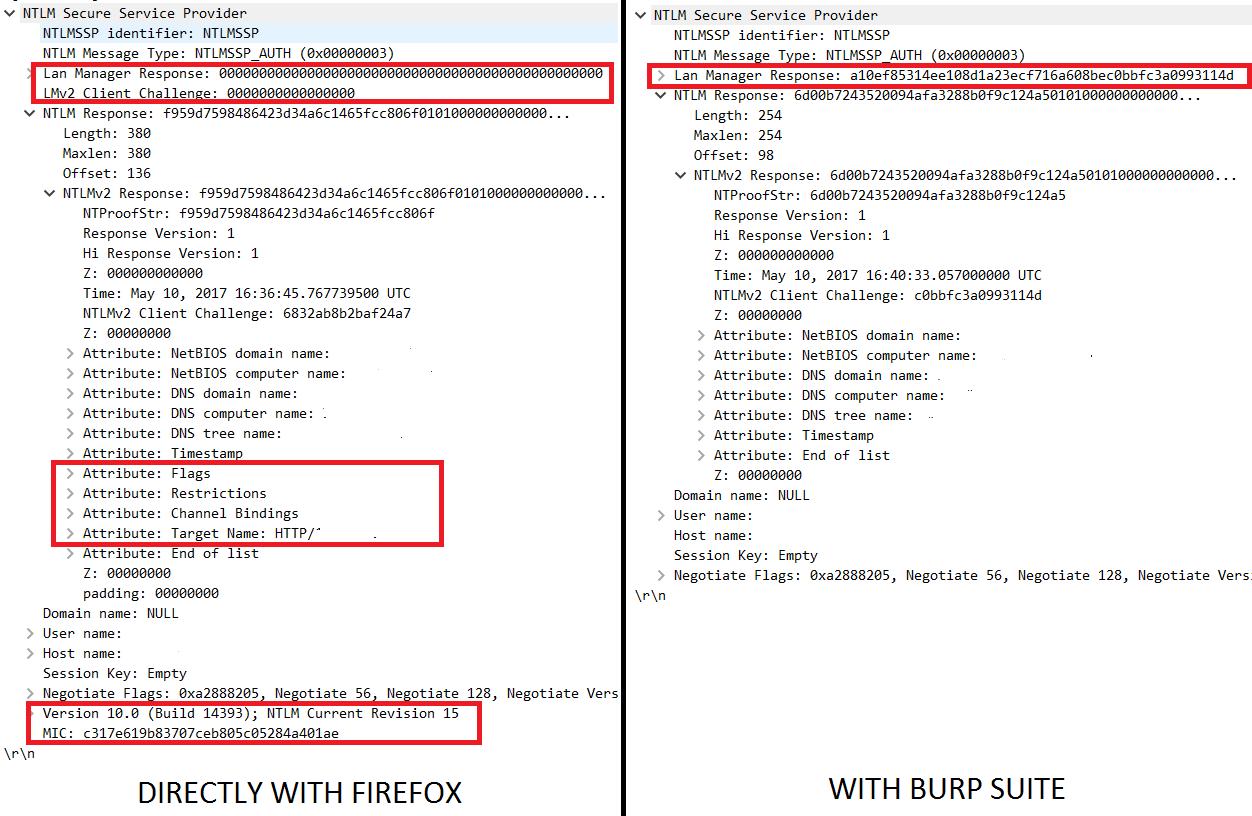 NTLM Secure Service Provider
NTLMSSP identifier: NTLMSSP
NTLM Message Type: NTLMSSP_AUTH (0x00000003)
Lan Manager Response: 000000000000000000000000000000000000000000000000
LMv2 Client Challenge: 0000000000000000
NTLM Response: f959d7598486423d34a6c1465fcc806f0101000000000000...
Length: 380
Maxlen: 380
Offset: 136
NTLMv2 Response: f959d7598486423d34a6c1465fcc806f0101000000000000...
NTProofStr: f959d7598486423d34a6c1465fcc806f
Response Version: 1
Hi Response Version: 1
Z: 000000000000
Time: May 10, 2017 16:36:45.767739500 UTC
NTLMv2 Client Challenge: 6832ab8b2baf24a7
Z: 00000000
Attribute: NetBIOS domain name:
Attribute: NetBIOS computer name:
Attribute: DNS domain name:
Attribute: DNS computer name:
Attribute: DNS tree name:
Attribute: Timestamp
Attribute: Flags
Attribute: Restrictions
Attribute: Channel Bindings
Attribute: Target Name: HTTP/
Attribute: End of list
Z: 00000000
padding: 00000000
Domain name: NULL
User name:
Host name:
Session Key: Empty
Negotiate Flags: 0xa2888205, Negotiate 56, Negotiate 128, Negotiate Vers
Version 10.0 (Build 14393); NTLM Current Revision 15
MIC: c317e619b83707ceb805c05284a401ae
\r\n
DIRECTLY WITH FIREFOX
NTLM Secure Service Provider
NTLMSSP identifier: NTLMSSP
NTLM Message Type: NTLMSSP_AUTH (0x00000003)
Lan Manager Response: a10ef85314ee108d1a23ecf716a608bec0bbfc3a0993114d
NTLM Response: 6d00b7243520094afa3288b0f9c124a50101000000000000...
Length: 254
Maxlen: 254
Offset: 98
NTLMv2 Response: 6d00b7243520094afa3288b0f9c124a50101000000000000...
NTProofStr: 6d00b7243520094afa3288b0f9c124a5
Response Version: 1
Hi Response Version: 1
Z: 000000000000
Time: May 10, 2017 16:40:33.057000000 UTC
NTLMv2 Client Challenge: c0bbfc3a0993114d
Z: 00000000
Attribute: NetBIOS domain name:
Attribute: NetBIOS computer name:
Attribute: DNS domain name:
Attribute: DNS computer name:
Attribute: DNS tree name:
Attribute: Timestamp
Attribute: End of list
Z: 00000000
Domain name: NULL
User name:
Host name:
Session Key: Empty
Negotiate Flags: 0xa2888205, Negotiate 56, Negotiate 128, Negotiate Vers
\r\n
WITH BURP SUITE